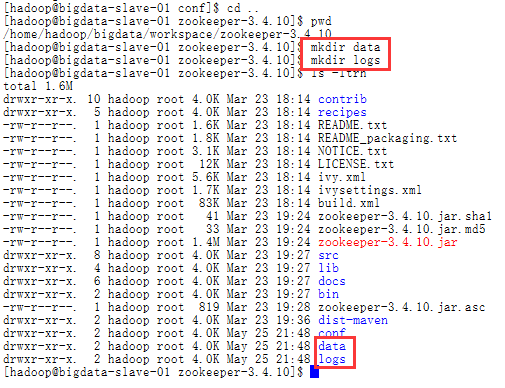 [hadoop@bigdata-slave-01 conf]$ cd ..
[hadoop@bigdata-slave-01 zookeeper-3.4.10]$ pwd
/home/hadoop/bigdata/workspace/zookeeper-3.4.10
[hadoop@bigdata-slave-01 zookeeper-3.4.10]$ mkdir data
[hadoop@bigdata-slave-01 zookeeper-3.4.10]$ mkdir logs
[hadoop@bigdata-slave-01 zookeeper-3.4.10]$ ls -ltrh
total 1.6M
drwxr-xr-x. 10 hadoop root 4.0K Mar 23 18:14 contrib
drwxr-xr-x. 5 hadoop root 4.0K Mar 23 18:14 recipes
-rw-r--r--. 1 hadoop root 1.6K Mar 23 18:14 README.txt
-rw-r--r--. 1 hadoop root 1.8K Mar 23 18:14 README_packaging.txt
-rw-r--r--. 1 hadoop root 3.1K Mar 23 18:14 NOTICE.txt
-rw-r--r--. 1 hadoop root 12K Mar 23 18:14 LICENSE.txt
-rw-r--r--. 1 hadoop root 5.6K Mar 23 18:14 ivy.xml
-rw-r--r--. 1 hadoop root 1.7K Mar 23 18:14 ivysettings.xml
-rw-r--r--. 1 hadoop root 83K Mar 23 18:14 build.xml
-rw-r--r--. 1 hadoop root 41 Mar 23 19:24 zookeeper-3.4.10.jar.sha1
-rw-r--r--. 1 hadoop root 33 Mar 23 19:24 zookeeper-3.4.10.jar.md5
-rw-r--r--. 1 hadoop root 1.4M Mar 23 19:24 zookeeper-3.4.10.jar
drwxr-xr-x. 8 hadoop root 4.0K Mar 23 19:27 src
drwxr-xr-x. 4 hadoop root 4.0K Mar 23 19:27 lib
drwxr-xr-x. 6 hadoop root 4.0K Mar 23 19:27 docs
drwxr-xr-x. 2 hadoop root 4.0K Mar 23 19:27 bin
-rw-r--r--. 1 hadoop root 819 Mar 23 19:28 zookeeper-3.4.10.jar.asc
drwxr-xr-x. 2 hadoop root 4.0K Mar 23 19:36 dist-maven
drwxr-xr-x. 2 hadoop root 4.0K May 25 21:48 conf
drwxr-xr-x. 2 hadoop root 4.0K May 25 21:48 data
drwxr-xr-x. 2 hadoop root 4.0K May 25 21:48 logs
[hadoop@bigdata-slave-01 zookeeper-3.4.10]$